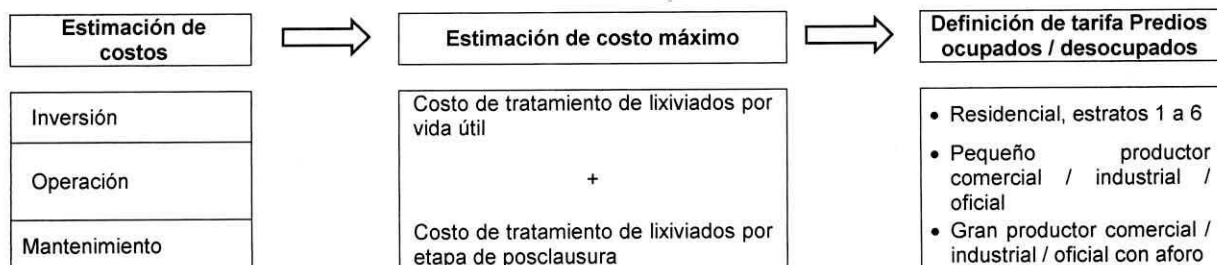 Estimación de
costos
Estimación de costo máximo
Definición de tarifa Predios
ocupados / desocupados
Inversión
Operación
Mantenimiento
Costo de tratamiento de lixiviados por
vida útil
+
Costo de tratamiento de lixiviados por
etapa de posclausura
• Residencial, estratos 1 a 6
• Pequeño productor
comercial / industrial /
oficial
• Gran productor comercial /
industrial / oficial con aforo